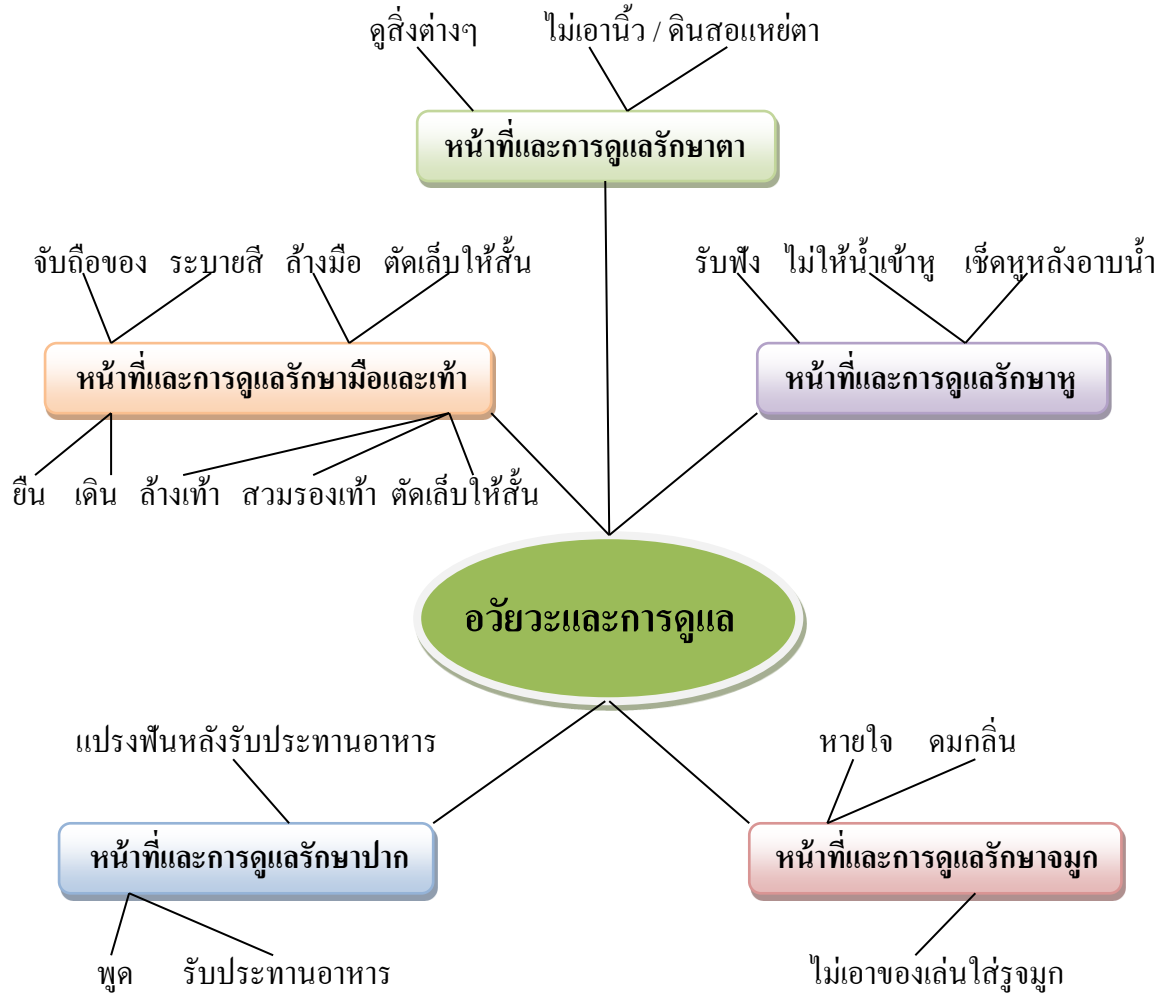 ดูสิ่งต่างๆ ไม่เอานิ้ว / ดินสอแหย่ตา
หน้าที่และการดูแลรักษาตา
จับถือของ ระบายสี ล้างมือ ตัดเล็บให้สั้น
รับฟัง ไม่ให้น้ำเข้าหู เช็ดหูหลังอาบน้ำ
หน้าที่และการดูแลรักษามือและเท้า
หน้าที่และการดูแลรักษาหู
ยืน เดิน ล้างเท้า สวมรองเท้า ตัดเล็บให้สั้น
อวัยวะและการดูแล
แปรงฟันหลังรับประทานอาหาร
หายใจ ดมกลิ่น
หน้าที่และการดูแลรักษาปาก
หน้าที่และการดูแลรักษาจมูก
พูด รับประทานอาหาร
ไม่เอาของเล่นใส่รูจมูก